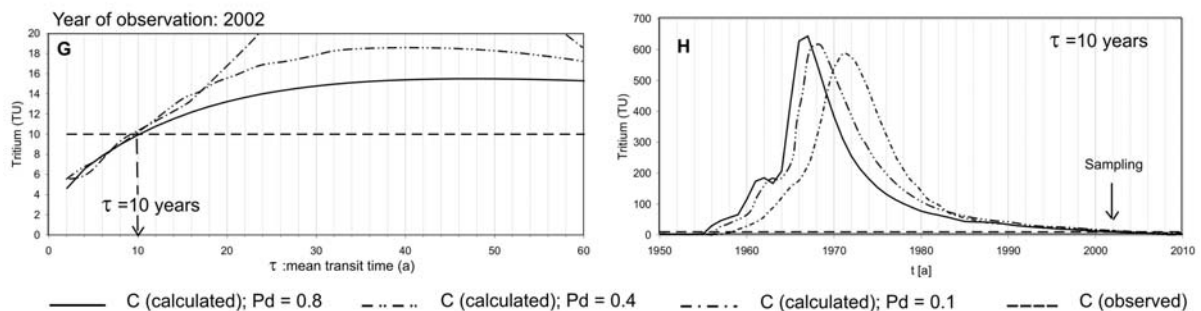 Year of observation: 2002
G
Tritium (TU)
20
18
16
14
12
10
8
6
4
2
0
τ =10 years
0 10 20 30 40 50 60
τ :mean transit time (a)
H
τ =10 years
Tritium (TU)
700
600
500
400
300
200
100
0
Sampling
1950 1960 1970 1980 1990 2000 2010
t [a]
C (calculated); Pd = 0.8 C (calculated); Pd = 0.4 C (calculated); Pd = 0.1 C (observed)